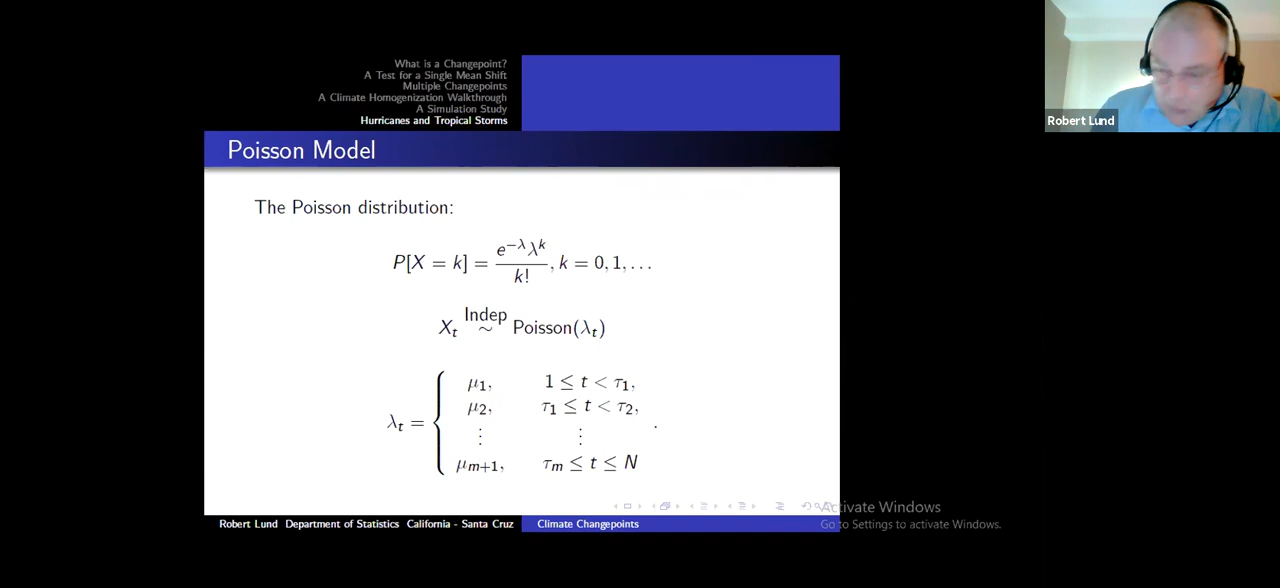 What is a Changepoint?
A Test for a Single Mean Shift
Multiple Changepoints
A Climate Homogenization Walkthrough
A Simulation Study
Hurricanes and Tropical Storms
Poisson Model
The Poisson distribution:
P[X = k] = e^{−λ} λ^k / k! , k = 0, 1, . . .
X_t Indep ∼ Poisson(λ_t)
λ_t = { μ_1, 1 ≤ t < τ_1,
μ_2, τ_1 ≤ t < τ_2,
⋮ ⋮ .
μ_{m+1}, τ_m ≤ t ≤ N
Robert Lund Department of Statistics California - Santa Cruz Climate Changepoints
Activate Windows
Go to Settings to activate Windows.
Robert Lund